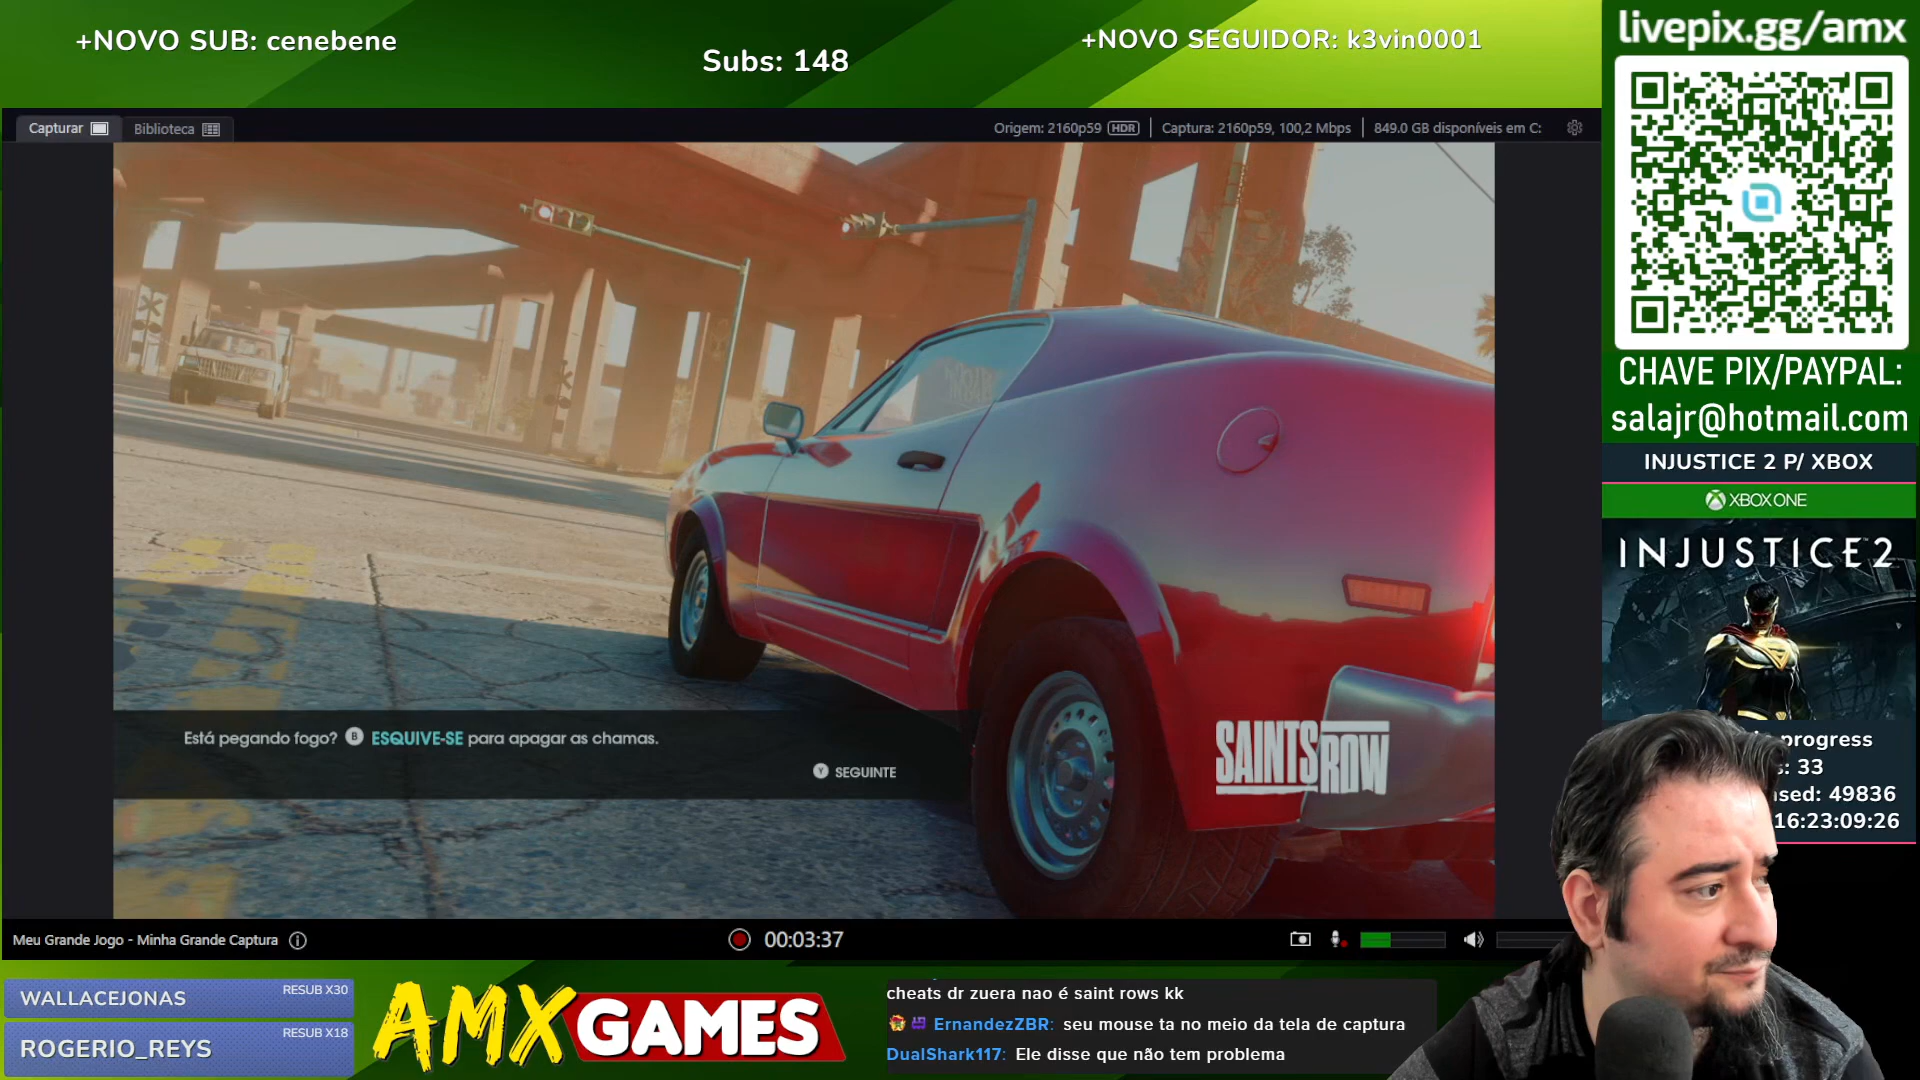 +NOVO SUB: cenebene
Subs: 148
+NOVO SEGUIDOR: k3vin0001
livepix.gg/amx
Capturar
Biblioteca
Origem: 2160p59 HDR
Captura: 2160p59, 100,2 Mbps
849.0 GB disponíveis em C:
CHAVE PIX/PAYPAL:
salajr@hotmail.com
INJUSTICE 2 P/ XBOX
XBOX ONE
INJUSTICE 2
progress
: 33
ased: 49836
16:23:09:26
Está pegando fogo? B ESQUIVE-SE para apagar as chamas.
Y SEGUINTE
SAINTS ROW
Meu Grande Jogo - Minha Grande Captura
00:03:37
WALLACEJONAS
RESUB X30
ROGERIO_REYS
RESUB X18
AMX GAMES
cheats dr zuera nao é saint rows kk
ErnandezZBR: seu mouse ta no meio da tela de captura
DualShark117: Ele disse que não tem problema